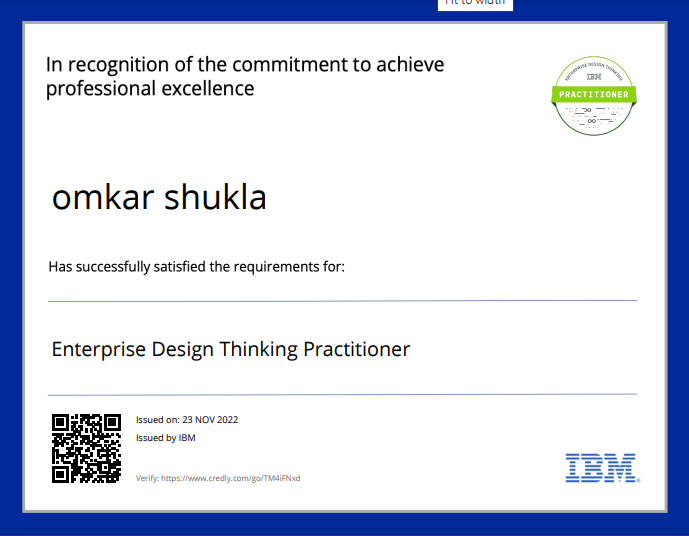 Fit to width
In recognition of the commitment to achieve
professional excellence
ENTERPRISE DESIGN THINKING
IBM
PRACTITIONER
omkar shukla
Has successfully satisfied the requirements for:
Enterprise Design Thinking Practitioner
Issued on: 23 NOV 2022
Issued by IBM
Verify: https://www.credly.com/go/TM4iFNxd
IBM®